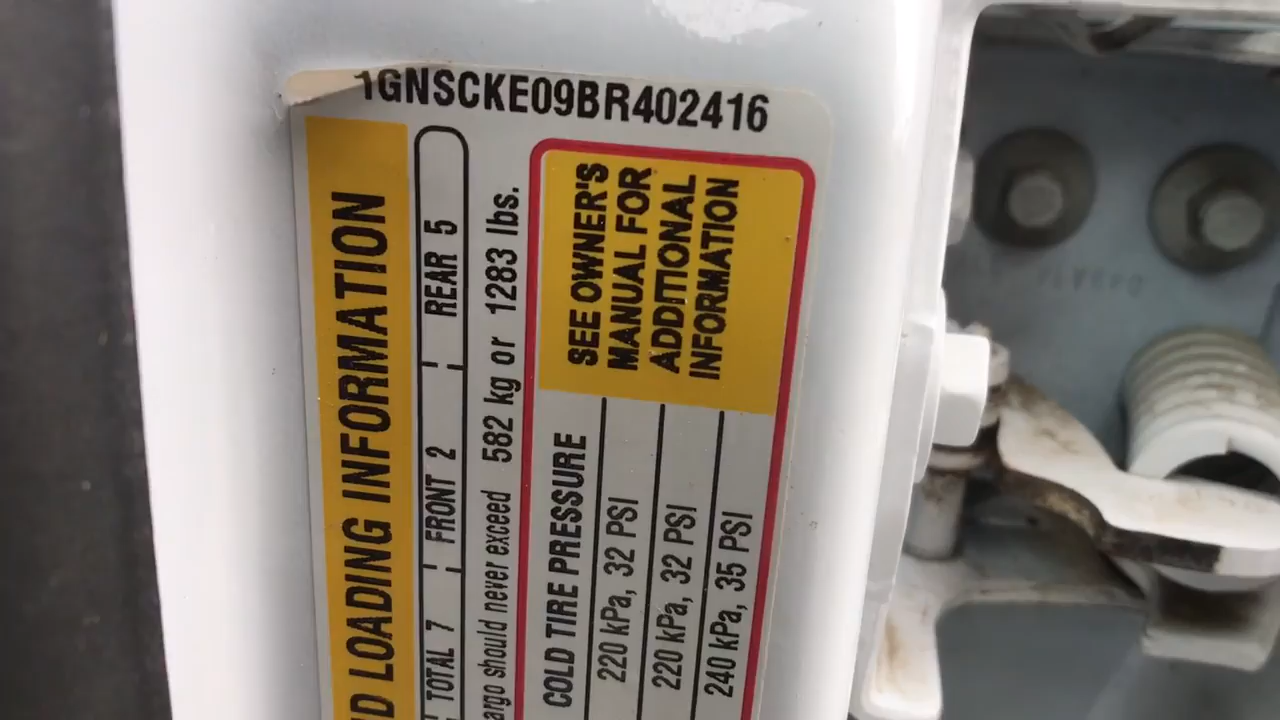 1GNSCKE09BR402416
LOADING INFORMATION
TOTAL 7 FRONT 2 REAR 5
should never exceed 582 kg or 1283 lbs.
COLD TIRE PRESSURE
220 kPa, 32 PSI
220 kPa, 32 PSI
240 kPa, 35 PSI
SEE OWNER'S
MANUAL FOR
ADDITIONAL
INFORMATION